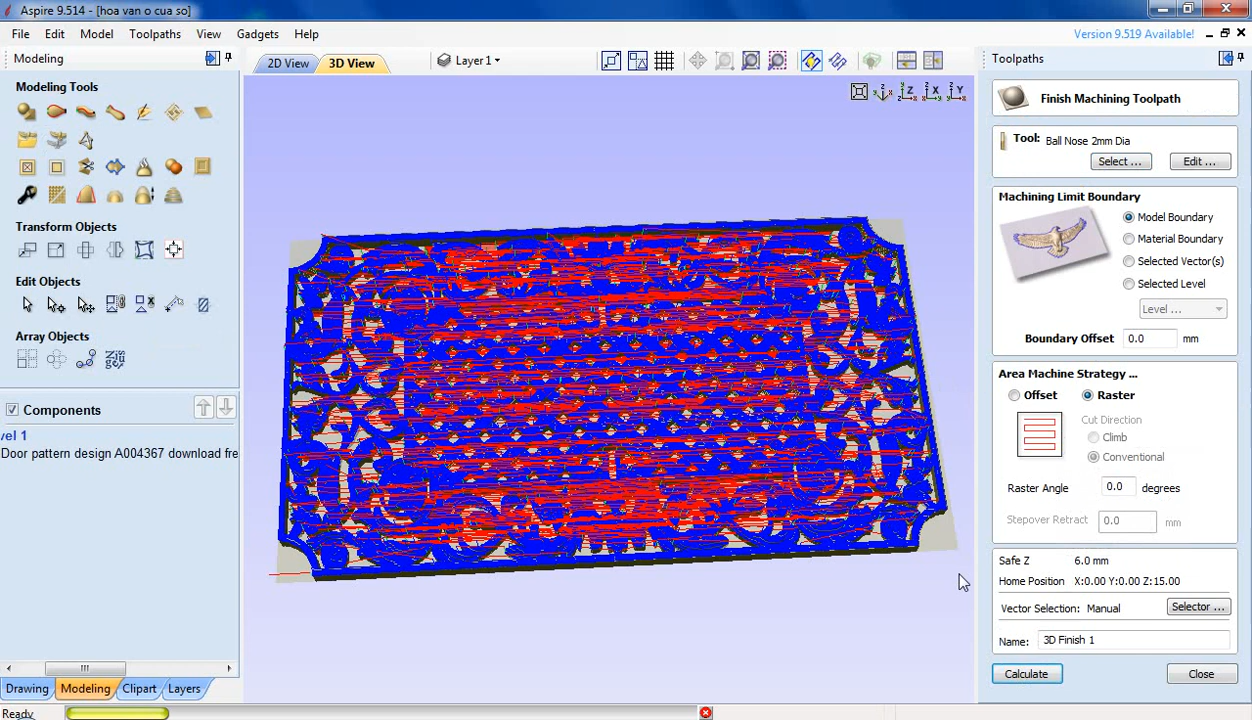 Aspire 9.514 - [hoa van o cua so]
File Edit Model Toolpaths View Gadgets Help
Version 9.519 Available!
Modeling
2D View 3D View
Layer 1
Toolpaths
Modeling Tools
Transform Objects
Edit Objects
Array Objects
Components
vel 1
Door pattern design A004367 download fre
Drawing Modeling Clipart Layers
Ready
Z X Y
Finish Machining Toolpath
Tool: Ball Nose 2mm Dia
Select ... Edit ...
Machining Limit Boundary
Model Boundary
Material Boundary
Selected Vector(s)
Selected Level
Level ...
Boundary Offset 0.0 mm
Area Machine Strategy ...
Offset Raster
Cut Direction
Climb
Conventional
Raster Angle 0.0 degrees
Stepover Retract 0.0 mm
Safe Z 6.0 mm
Home Position X:0.00 Y:0.00 Z:15.00
Vector Selection: Manual Selector ...
Name: 3D Finish 1
Calculate Close